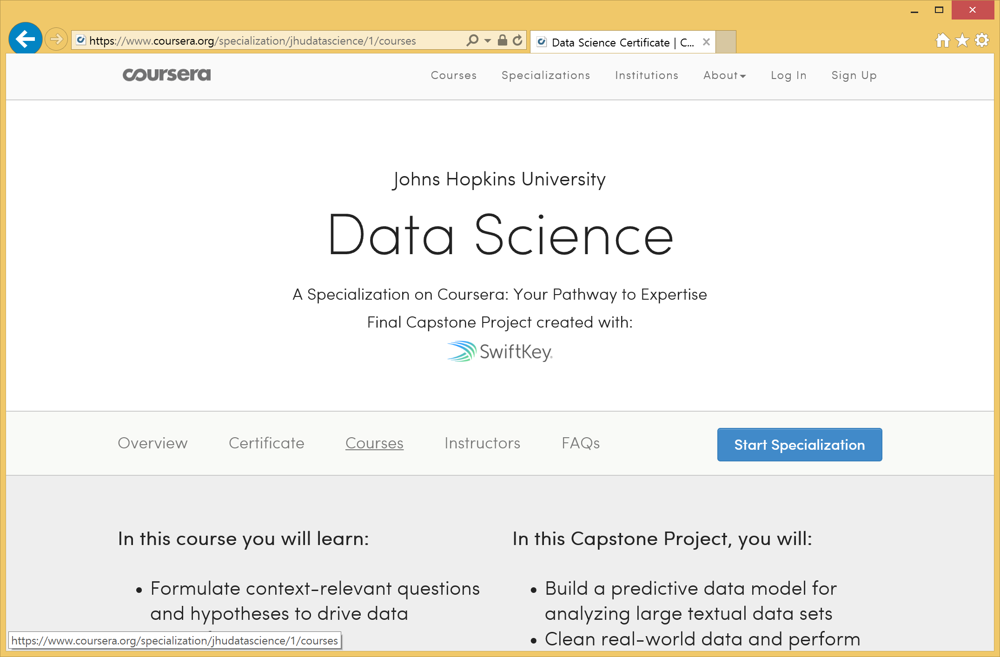 https://www.coursera.org/specialization/jhudatascience/1/courses
Data Science Certificate | C...
coursera
Courses Specializations Institutions About Log In Sign Up
Johns Hopkins University
Data Science
A Specialization on Coursera: Your Pathway to Expertise
Final Capstone Project created with:
SwiftKey
Overview Certificate Courses Instructors FAQs Start Specialization
In this course you will learn:
• Formulate context-relevant questions
and hypotheses to drive data
In this Capstone Project, you will:
• Build a predictive data model for
analyzing large textual data sets
• Clean real-world data and perform
https://www.coursera.org/specialization/jhudatascience/1/courses